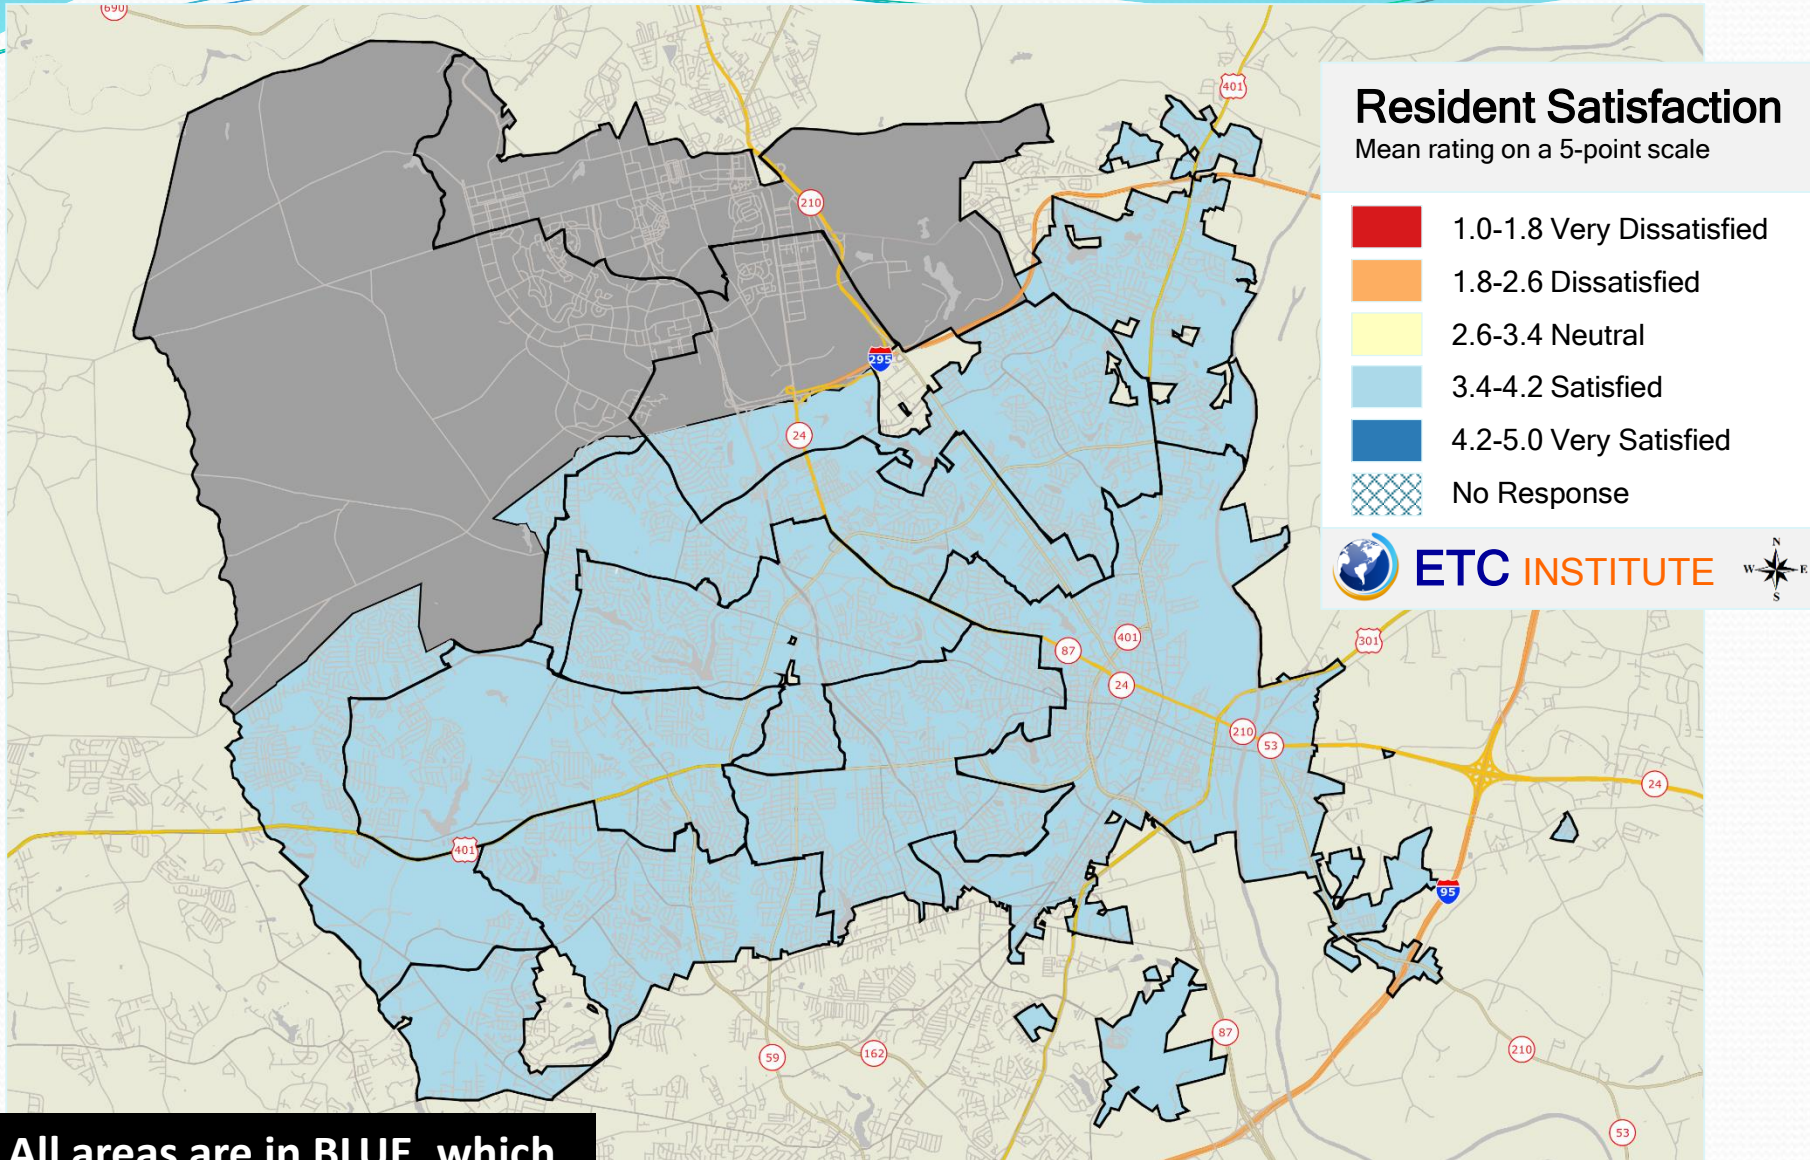 690
401
Resident Satisfaction
Mean rating on a 5-point scale
1.0-1.8 Very Dissatisfied
1.8-2.6 Dissatisfied
2.6-3.4 Neutral
3.4-4.2 Satisfied
4.2-5.0 Very Satisfied
No Response
ETC INSTITUTE
N
W E
S
210
295
24
301
87
401
24
210
53
24
401
95
87
59
162
210
53
All areas are in BLUE, which